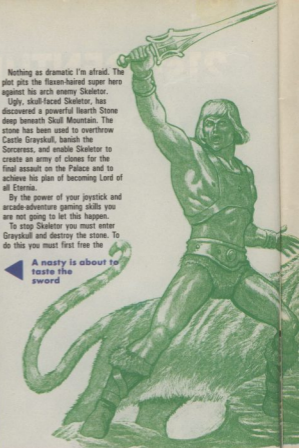 Nothing as dramatic I'm afraid. The
plot pits the flaxan-haired super hero
against his arch enemy Skeletor.
Ugly, skull-faced Skeletor, has
discovered a powerful Ilearth Stone
deep beneath Skull Mountain. The
stone has been used to overthrow
Castle Grayskull, banish the
Sorceress, and enable Skeletor to
create an army of clones for the
final assault on the Palace and to
achieve his plan of becoming Lord of
all Eternia.
By the power of your joystick and
arcade-adventure gaming skills you
are not going to let this happen.
To stop Skeletor you must enter
Grayskull and destroy the stone. To
do this you must first free the
A nasty is about to
taste the
sword